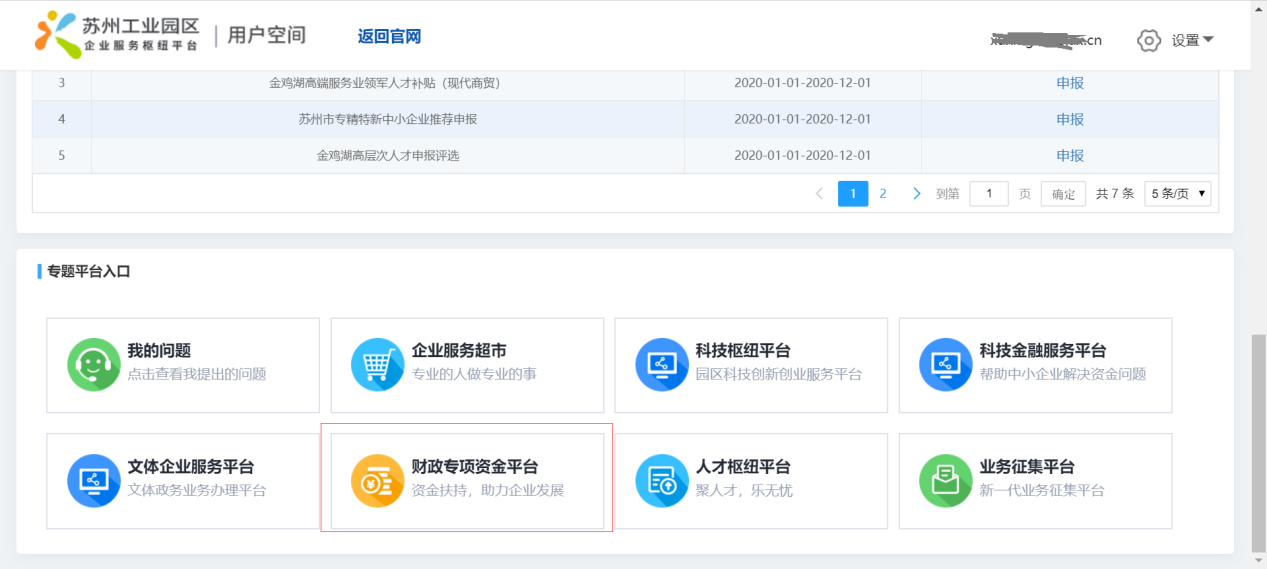 苏州工业园区
企业服务枢纽平台
用户空间
返回官网
.cn
设置
3 金鸡湖高端服务业领军人才补贴（现代商贸） 2020-01-01-2020-12-01 申报
4 苏州市专精特新中小企业推荐申报 2020-01-01-2020-12-01 申报
5 金鸡湖高层次人才申报评选 2020-01-01-2020-12-01 申报
1 2 到第 1 页 确定 共 7 条 5 条/页
专题平台入口
我的问题
点击查看我提出的问题
企业服务超市
专业的人做专业的事
科技枢纽平台
园区科技创新创业服务平台
科技金融服务平台
帮助中小企业解决资金问题
文体企业服务平台
文体政务业务办理平台
财政专项资金平台
资金扶持，助力企业发展
人才枢纽平台
聚人才，乐无忧
业务征集平台
新一代业务征集平台